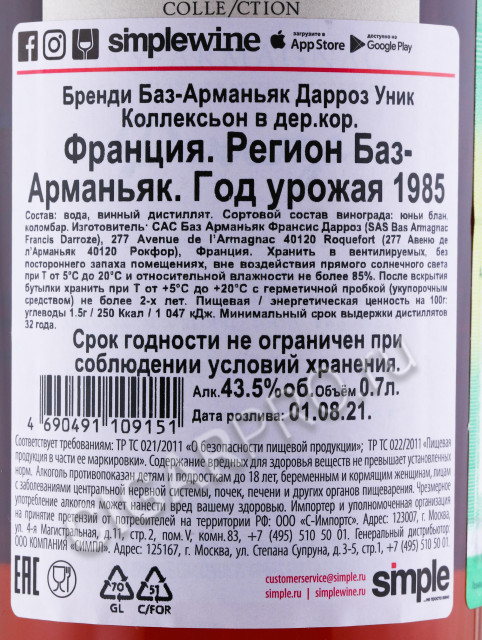 COLLE/CTION
simplewine загрузите в App Store доступно на Google Play
Бренди Баз-Арманьяк Дарроз Уник
Коллексьон в дер.кор.
Франция. Регион Баз-
Арманьяк. Год урожая 1985
Состав: вода, винный дистиллят. Сортовой состав винограда: юньи блан,
коломбар. Изготовитель: САС Баз Арманьяк Франсис Дарроз (SAS Bas Armagnac
Francis Darroze), 277 Avenue de l'Armagnac 40120 Roquefort (277 Авеню де
л'Арманьяк 40120 Рокфор), Франция. Хранить в вентилируемых, без
постороннего запаха помещениях, вне воздействия прямого солнечного света
при Т от 5°С до 20°С и относительной влажности не более 85%. После вскрытия
бутылки хранить при Т от +5°С до +20°С с герметичной пробкой (укупорочным
средством) не более 2-х лет. Пищевая / энергетическая ценность на 100г:
углеводы 1.5г / 250 Ккал / 1 047 кДж. Минимальный срок выдержки дистиллятов
32 года.
Срок годности не ограничен при
соблюдении условий хранения.
Алк.43.5%об.Объём 0.7л.
4 690491 109151
Дата розлива: 01.08.21.
Соответствует требованиям: ТР ТС 021/2011 «О безопасности пищевой продукции»; ТР ТС 022/2011 «Пищевая
продукция в части ее маркировки». Содержание вредных для здоровья веществ не превышает установленных
норм. Алкоголь противопоказан детям и подросткам до 18 лет, беременным и кормящим женщинам, лицам
с заболеваниями центральной нервной системы, почек, печени и других органов пищеварения. Чрезмерное
употребление алкоголя наносит вред вашему здоровью. Импортер и уполномоченная организация
на принятие претензий от потребителей на территории РФ: ООО «С-Импортс». Адрес: 123007, г. Москва,
ул. 4-я Магистральная, д. 11, стр. 2, пом. V, комн. 83, +7 (495) 510 50 01. Генеральный дистрибьютор:
ООО КОМПАНИЯ «СИМПЛ». Адрес: 125167, г. Москва, ул. Степана Супруна, д. 3-5, стр.1, +7 (495) 510 50 01.
EAC
70
GL
51
C/FOR
customerservice@simple.ru
simple.ru | simplewine.ru
simple